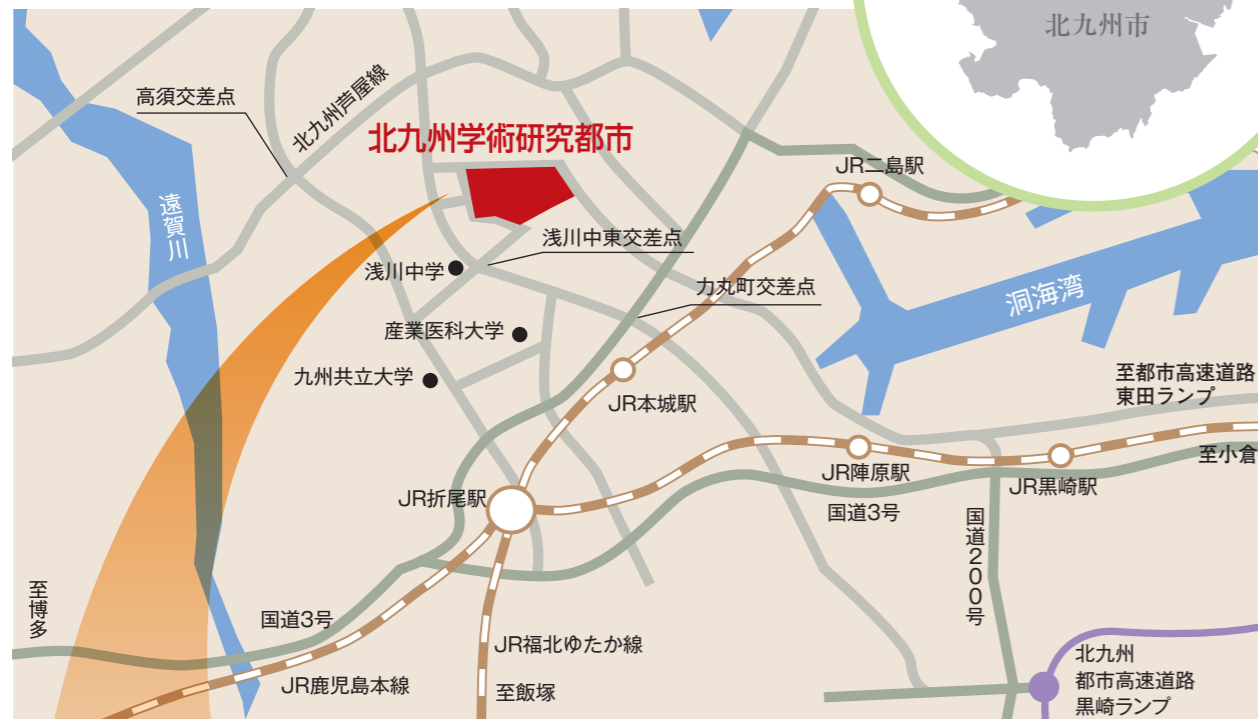 北九州市
高須交差点
北九州芦屋線
北九州学術研究都市
JR二島駅
遠賀川
浅川中東交差点
浅川中学
力丸町交差点
洞海湾
産業医科大学
九州共立大学
至都市高速道路
東田ランプ
JR本城駅
至小倉
JR陣原駅
JR黒崎駅
JR折尾駅
国道3号
国道200号
至博多
国道3号
JR福北ゆたか線
JR鹿児島本線
至飯塚
北九州
都市高速道路
黒崎ランプ